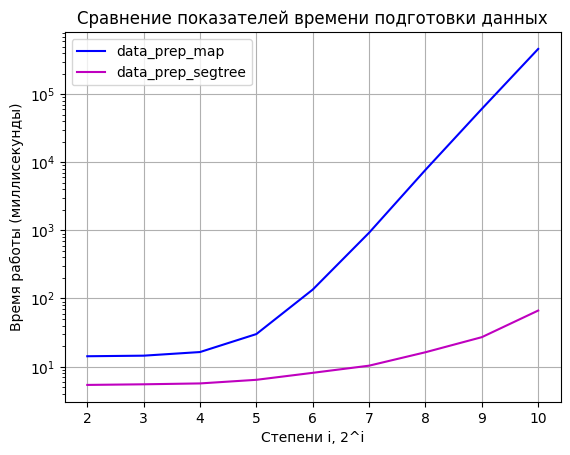 Сравнение показателей времени подготовки данных
data_prep_map
data_prep_segtree
Время работы (миллисекунды)
10^5
10^4
10^3
10^2
10^1
2 3 4 5 6 7 8 9 10
Степени i, 2^i